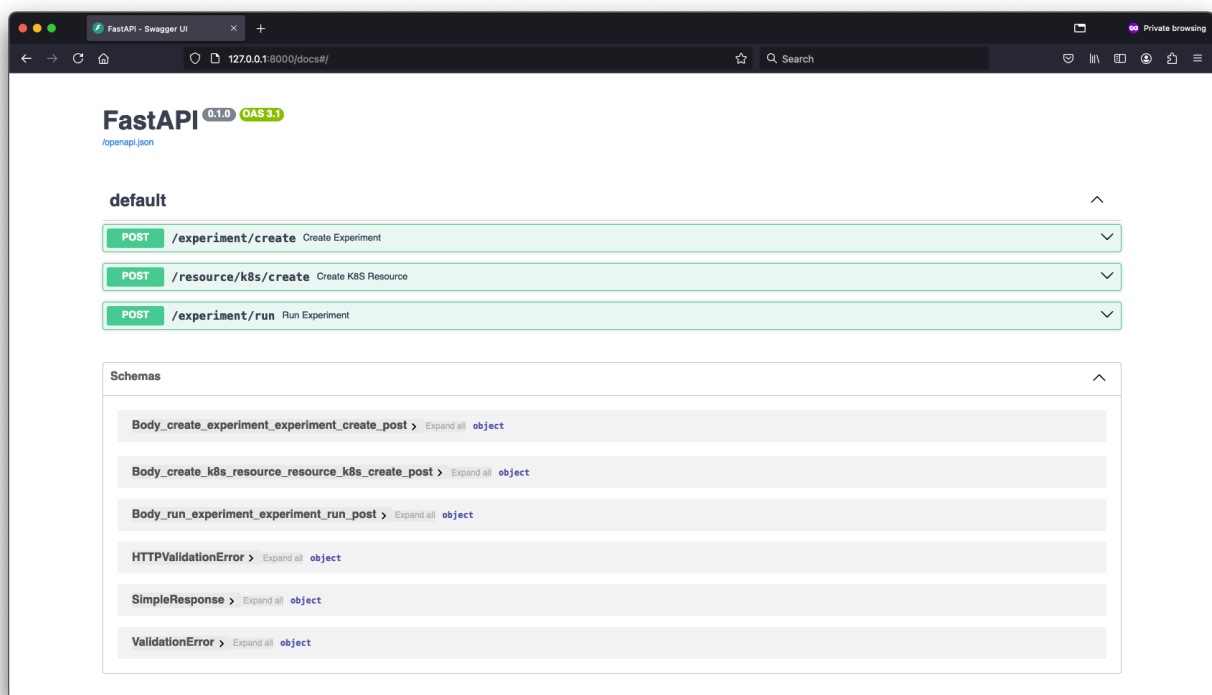 FastAPI - Swagger UI
Private browsing
127.0.0.1:8000/docs#/
Search
FastAPI 0.1.0 OAS 3.1
/openapi.json
default
POST /experiment/create Create Experiment
POST /resource/k8s/create Create K8S Resource
POST /experiment/run Run Experiment
Schemas
Body_create_experiment_experiment_create_post Expand all object
Body_create_k8s_resource_resource_k8s_create_post Expand all object
Body_run_experiment_experiment_run_post Expand all object
HTTPValidationError Expand all object
SimpleResponse Expand all object
ValidationError Expand all object